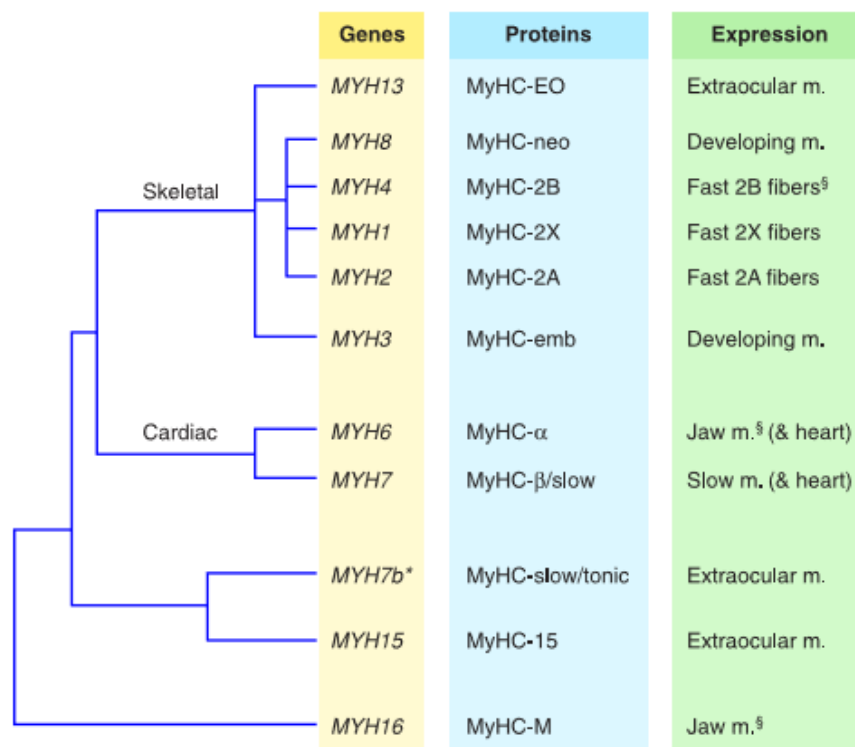 Genes Proteins Expression
MYH13 MyHC-EO Extraocular m.
MYH8 MyHC-neo Developing m.
Skeletal MYH4 MyHC-2B Fast 2B fibers§
MYH1 MyHC-2X Fast 2X fibers
MYH2 MyHC-2A Fast 2A fibers
MYH3 MyHC-emb Developing m.
Cardiac MYH6 MyHC-α Jaw m.§ (& heart)
MYH7 MyHC-β/slow Slow m. (& heart)
MYH7b* MyHC-slow/tonic Extraocular m.
MYH15 MyHC-15 Extraocular m.
MYH16 MyHC-M Jaw m.§